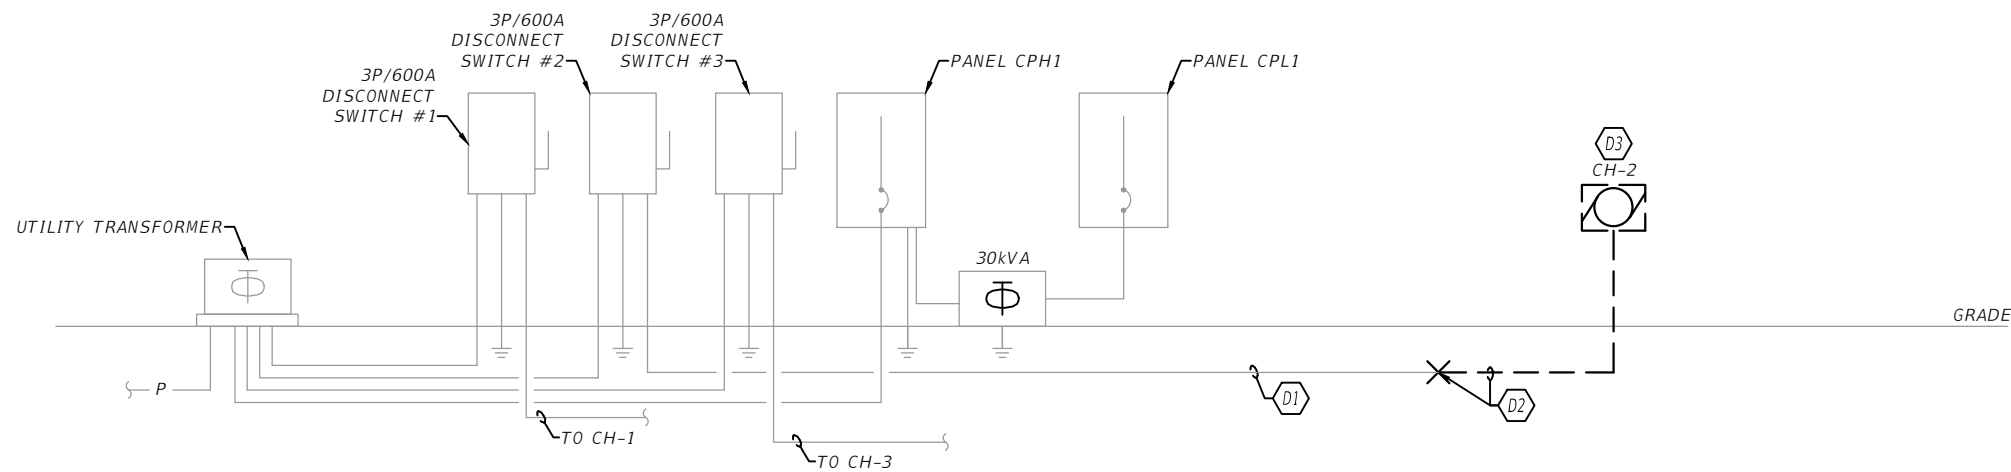 3P/600A
DISCONNECT
SWITCH #1
3P/600A
DISCONNECT
SWITCH #2
3P/600A
DISCONNECT
SWITCH #3
PANEL CPH1
PANEL CPL1
D3
CH-2
UTILITY TRANSFORMER
30kVA
GRADE
P
D1
D2
TO CH-1
TO CH-3